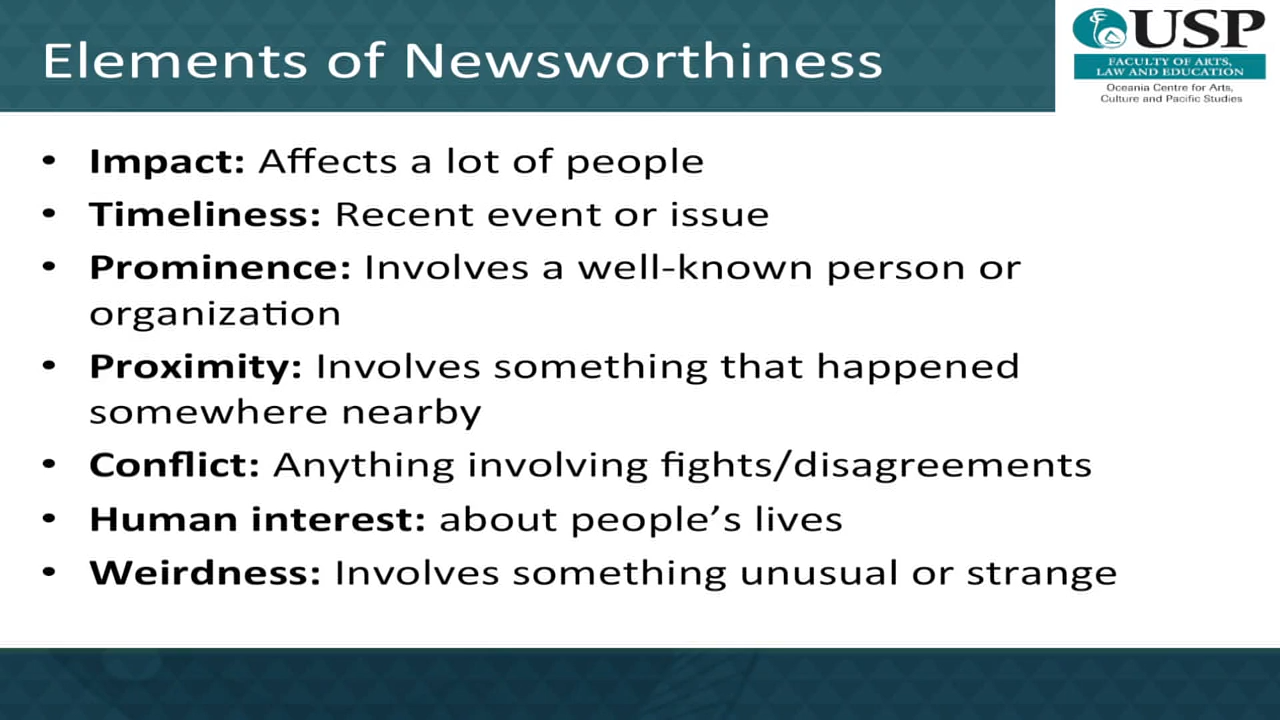 Elements of Newsworthiness
USP
FACULTY OF ARTS,
LAW AND EDUCATION
Oceania Centre for Arts,
Culture and Pacific Studies
• Impact: Affects a lot of people
• Timeliness: Recent event or issue
• Prominence: Involves a well-known person or
organization
• Proximity: Involves something that happened
somewhere nearby
• Conflict: Anything involving fights/disagreements
• Human interest: about people’s lives
• Weirdness: Involves something unusual or strange